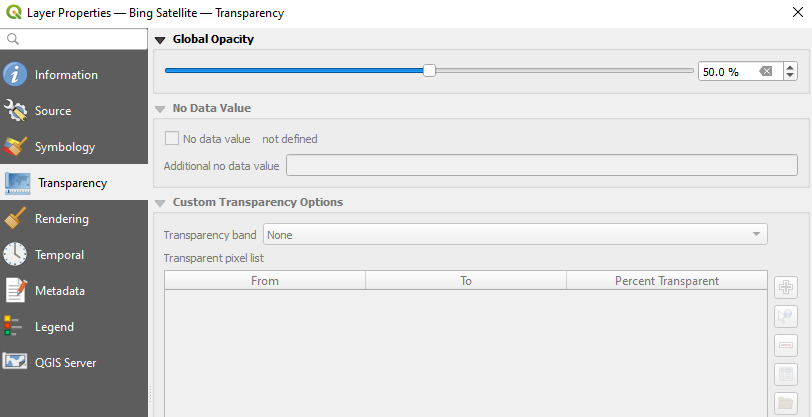 Layer Properties — Bing Satellite — Transparency
Information
Source
Symbology
Transparency
Rendering
Temporal
Metadata
Legend
QGIS Server
Global Opacity
50.0 %
No Data Value
No data value not defined
Additional no data value
Custom Transparency Options
Transparency band None
Transparent pixel list
From To Percent Transparent